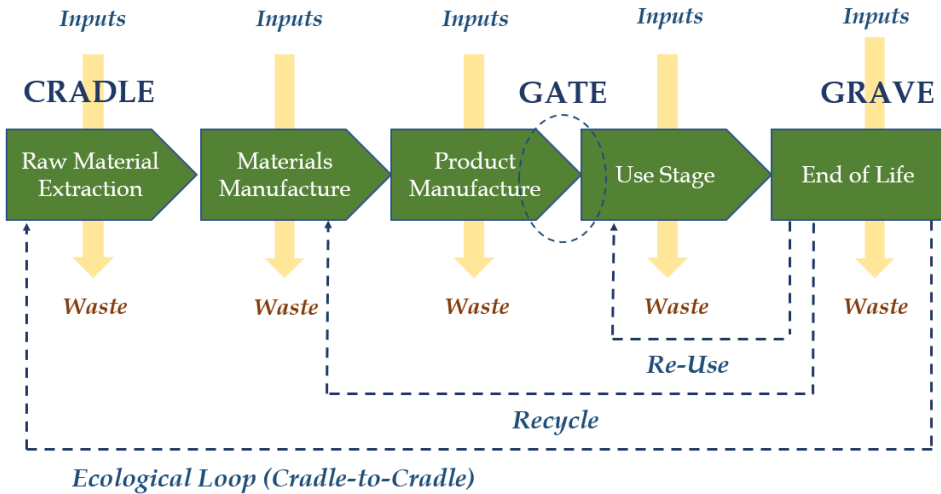 Inputs
Inputs
Inputs
Inputs
Inputs
CRADLE
GATE
GRAVE
Raw Material
Extraction
Materials
Manufacture
Product
Manufacture
Use Stage
End of Life
Waste
Waste
Waste
Waste
Waste
Re-Use
Recycle
Ecological Loop (Cradle-to-Cradle)